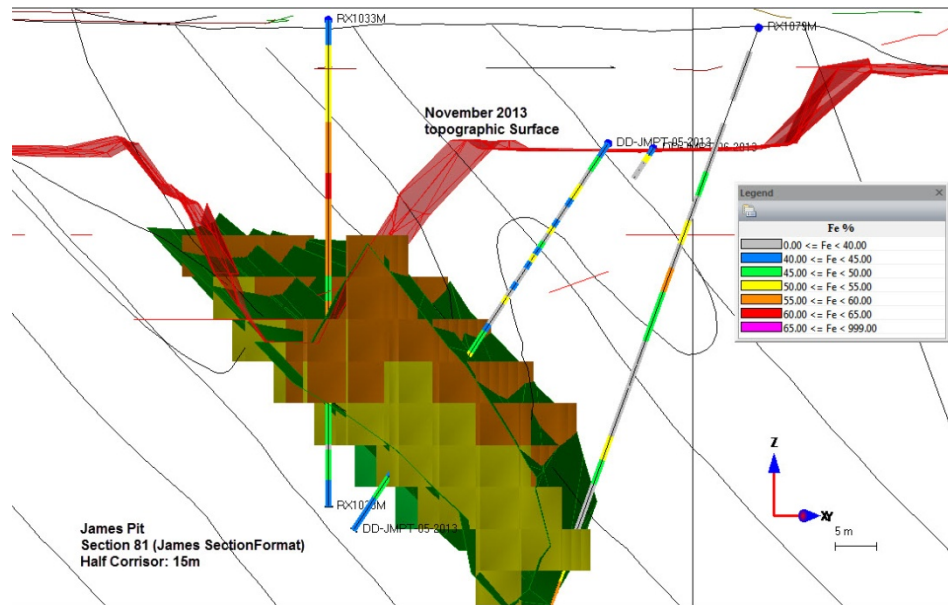 RX1033M
RX1079M
November 2013
topographic Surface
DD-JMPT-05-2013
Legend
Fe %
0.00 <= Fe < 40.00
40.00 <= Fe < 45.00
45.00 <= Fe < 50.00
50.00 <= Fe < 55.00
55.00 <= Fe < 60.00
60.00 <= Fe < 65.00
65.00 <= Fe < 999.00
Z
XY
5 m
RX1033M
DD-JMPT-05-2013
James Pit
Section 81 (James SectionFormat)
Half Corrisor: 15m